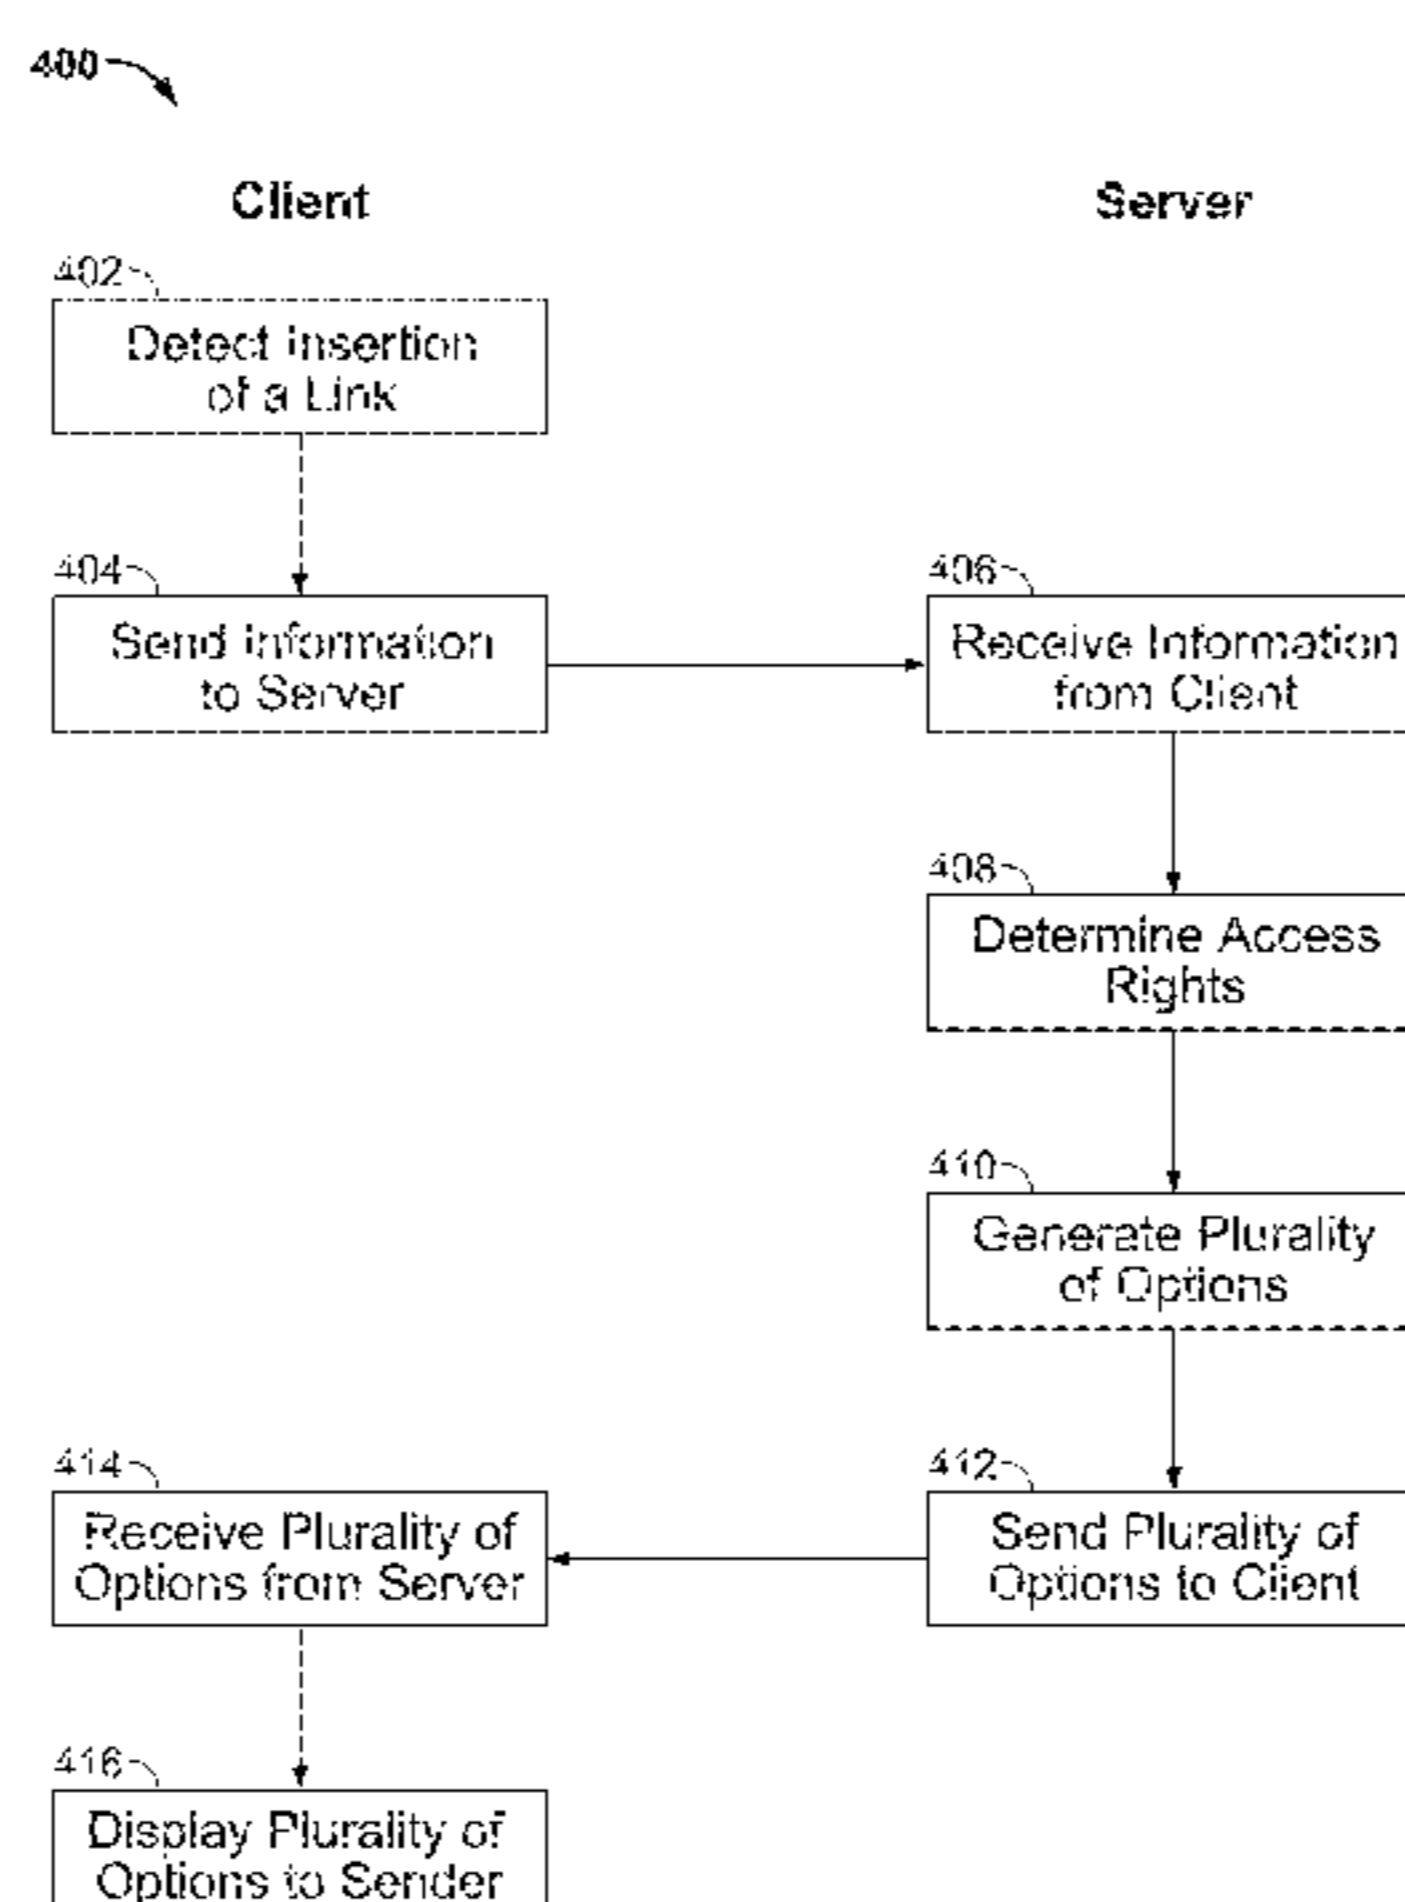 400
Client
Server
402
Detect Insertion
of a Link
404
Send Information
to Server
406
Receive Information
from Client
408
Determine Access
Rights
410
Generate Plurality
of Options
412
Send Plurality of
Options to Client
414
Receive Plurality of
Options from Server
416
Display Plurality of
Options to Sender